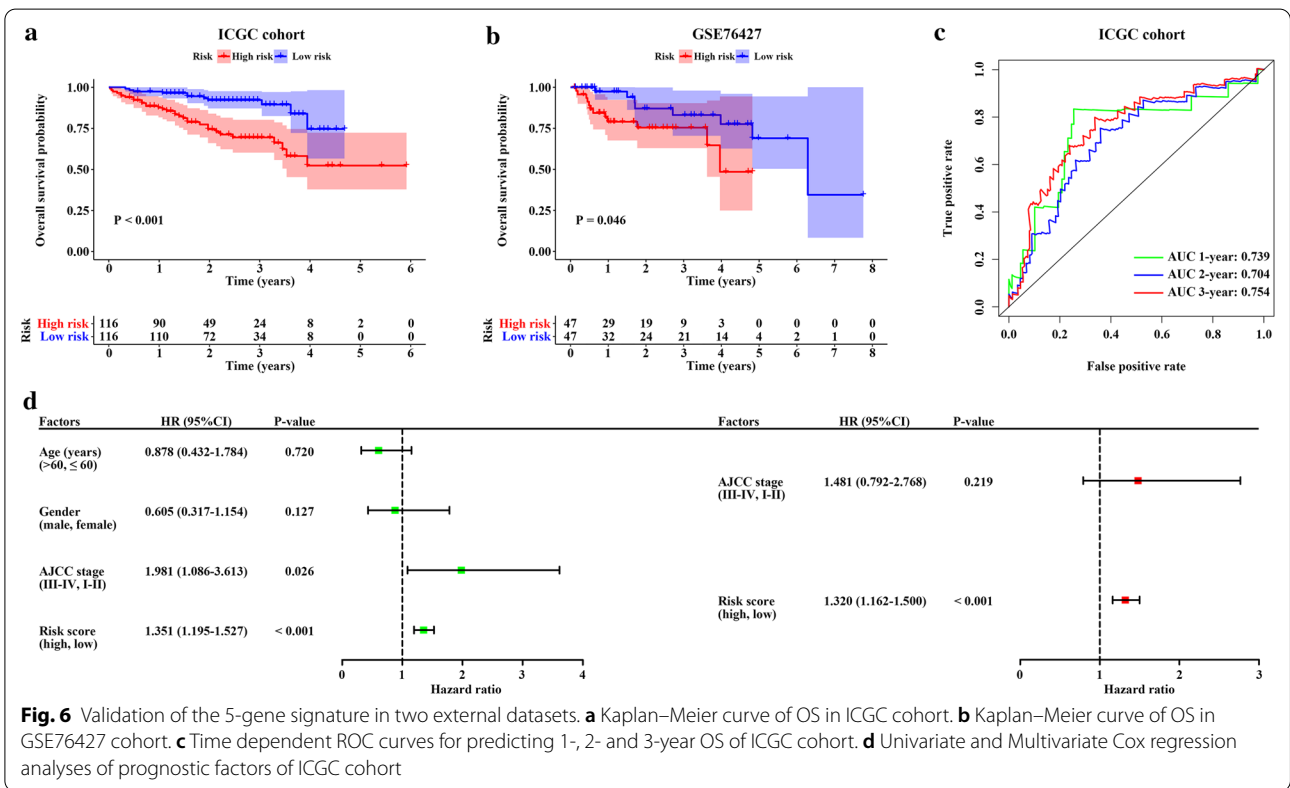 a
ICGC cohort
Risk High risk Low risk
Overall survival probability
1.00
0.75
0.50
0.25
0.00
P < 0.001
0 1 2 3 4 5 6
Time (years)
Risk
High risk 116 90 49 24 8 2 0
Low risk 116 110 72 34 8 0 0
0 1 2 3 4 5 6
Time (years)
b
GSE76427
Risk High risk Low risk
Overall survival probability
1.00
0.75
0.50
0.25
0.00
P = 0.046
0 1 2 3 4 5 6 7 8
Time (years)
Risk
High risk 47 29 19 9 3 0 0 0 0
Low risk 47 32 24 21 14 4 2 1 0
0 1 2 3 4 5 6 7 8
Time (years)
c
ICGC cohort
True positive rate
1.0
0.8
0.6
0.4
0.2
0.0
AUC 1-year: 0.739
AUC 2-year: 0.704
AUC 3-year: 0.754
0.0 0.2 0.4 0.6 0.8 1.0
False positive rate
d
Factors HR (95%CI) P-value
Age (years)
(>60, ≤ 60) 0.878 (0.432-1.784) 0.720
Gender
(male, female) 0.605 (0.317-1.154) 0.127
AJCC stage
(III-IV, I-II) 1.981 (1.086-3.613) 0.026
Risk score
(high, low) 1.351 (1.195-1.527) < 0.001
0 1 2 3 4
Hazard ratio
Factors HR (95%CI) P-value
AJCC stage
(III-IV, I-II) 1.481 (0.792-2.768) 0.219
Risk score
(high, low) 1.320 (1.162-1.500) < 0.001
0 1 2 3
Hazard ratio
Fig. 6 Validation of the 5-gene signature in two external datasets. a Kaplan–Meier curve of OS in ICGC cohort. b Kaplan–Meier curve of OS in
GSE76427 cohort. c Time dependent ROC curves for predicting 1-, 2- and 3-year OS of ICGC cohort. d Univariate and Multivariate Cox regression
analyses of prognostic factors of ICGC cohort